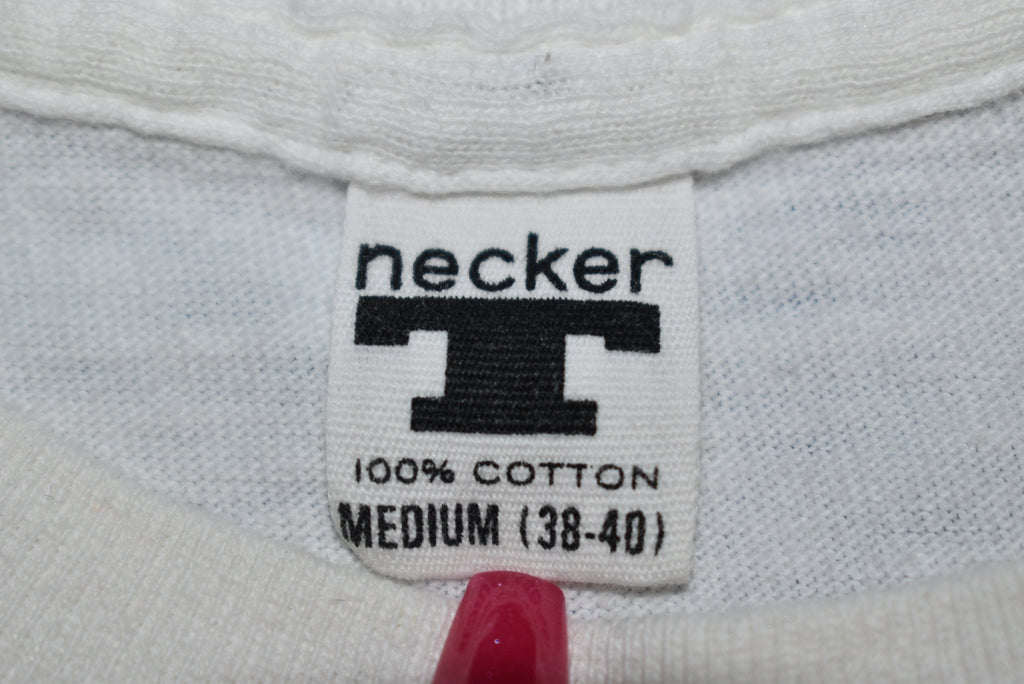 necker
T
100% COTTON
MEDIUM (38-40)